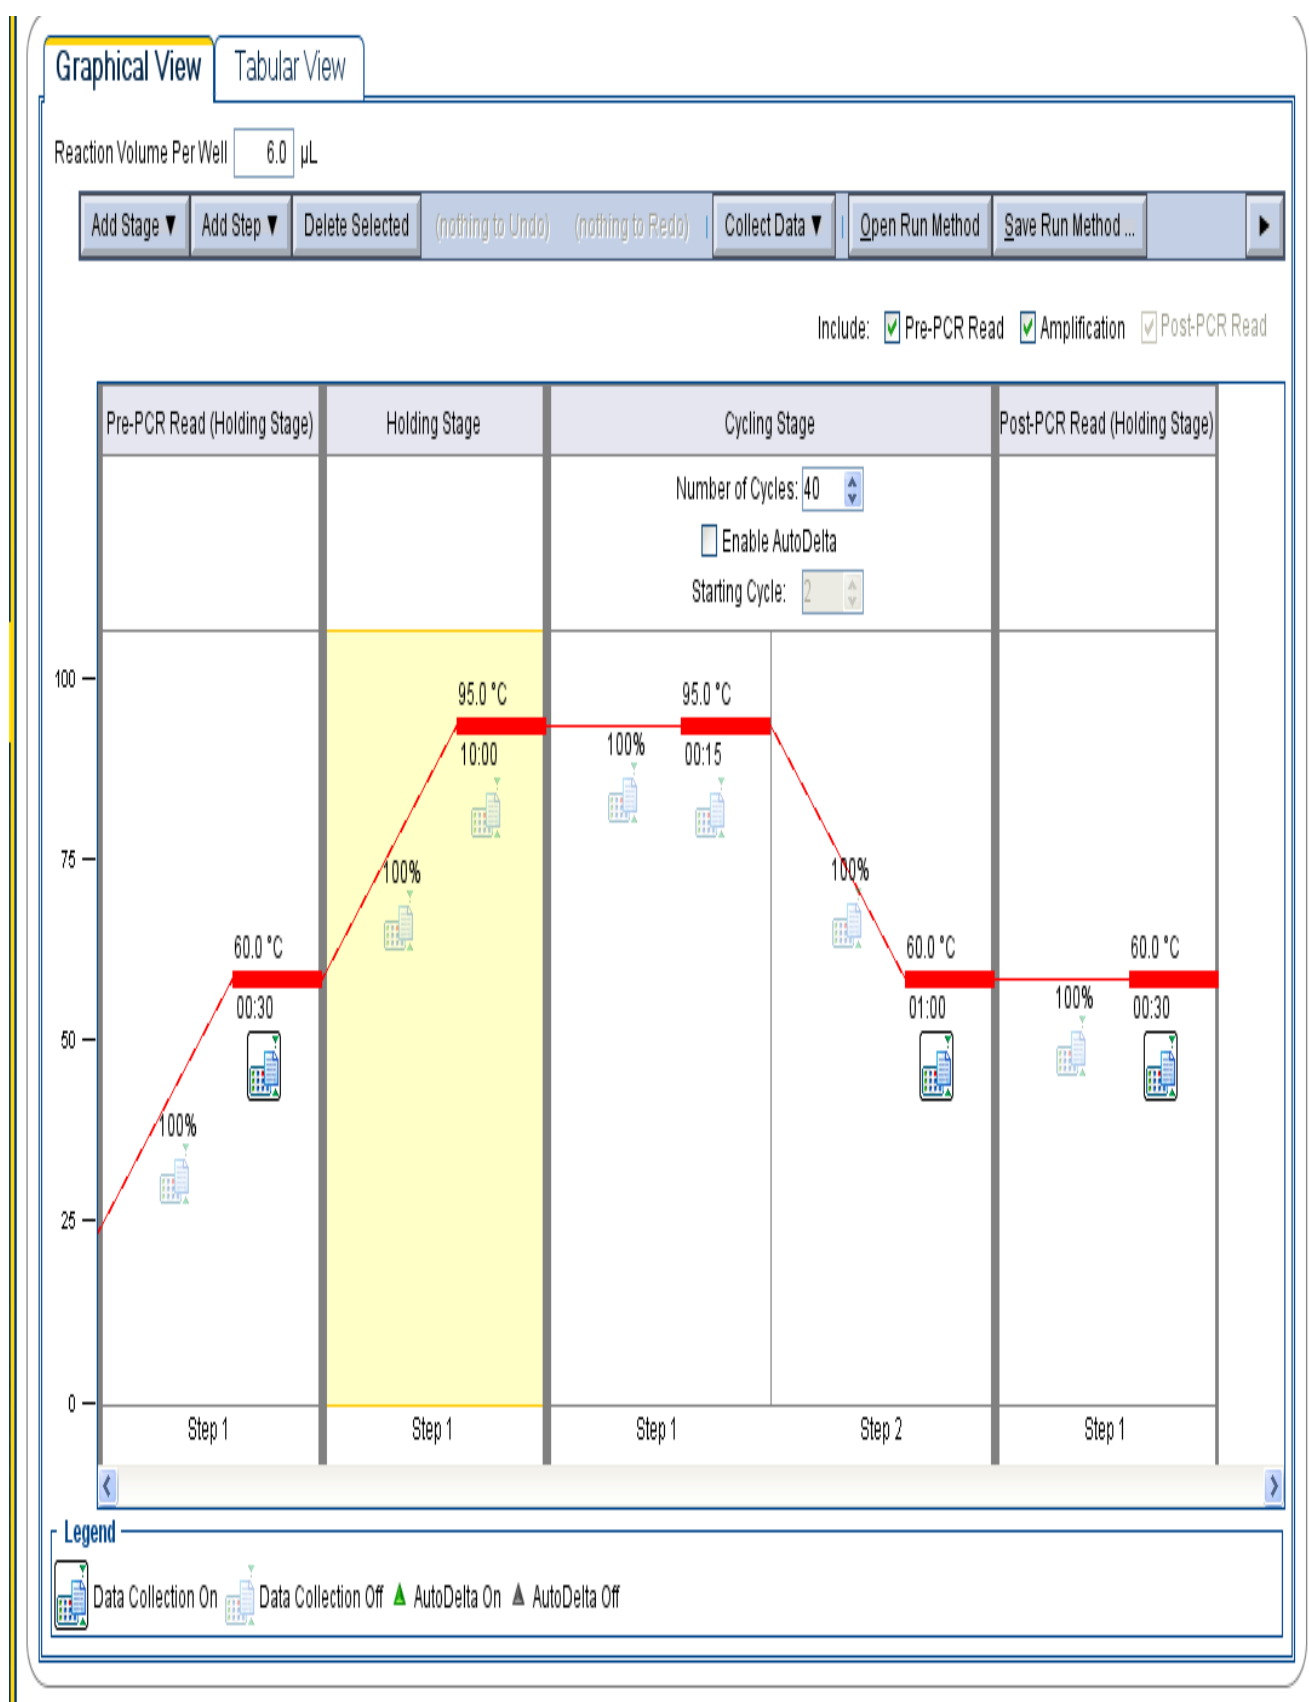 Graphical View Tabular View
Reaction Volume Per Well 6.0 µL
Add Stage ▼ Add Step ▼ Delete Selected (nothing to Undo) (nothing to Redo) Collect Data ▼ Open Run Method Save Run Method ...
Include: Pre-PCR Read Amplification Post-PCR Read
Pre-PCR Read (Holding Stage) Holding Stage Cycling Stage Post-PCR Read (Holding Stage)
Number of Cycles: 40
Enable AutoDelta
Starting Cycle: 2
100
95.0 °C 95.0 °C
100%
10:00 00:15
75
100% 100%
60.0 °C 60.0 °C 60.0 °C
100%
00:30 01:00 00:30
50
100%
25
0
Step 1 Step 1 Step 1 Step 2 Step 1
Legend
Data Collection On Data Collection Off AutoDelta On AutoDelta Off